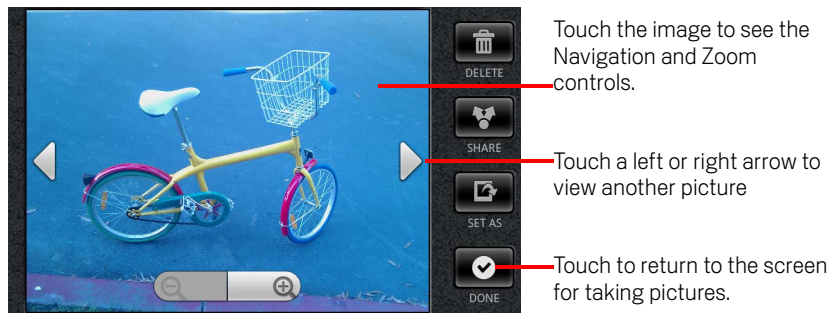 DELETE
SHARE
SET AS
DONE
Touch the image to see the
Navigation and Zoom
controls.
Touch a left or right arrow to
view another picture
Touch to return to the screen
for taking pictures.